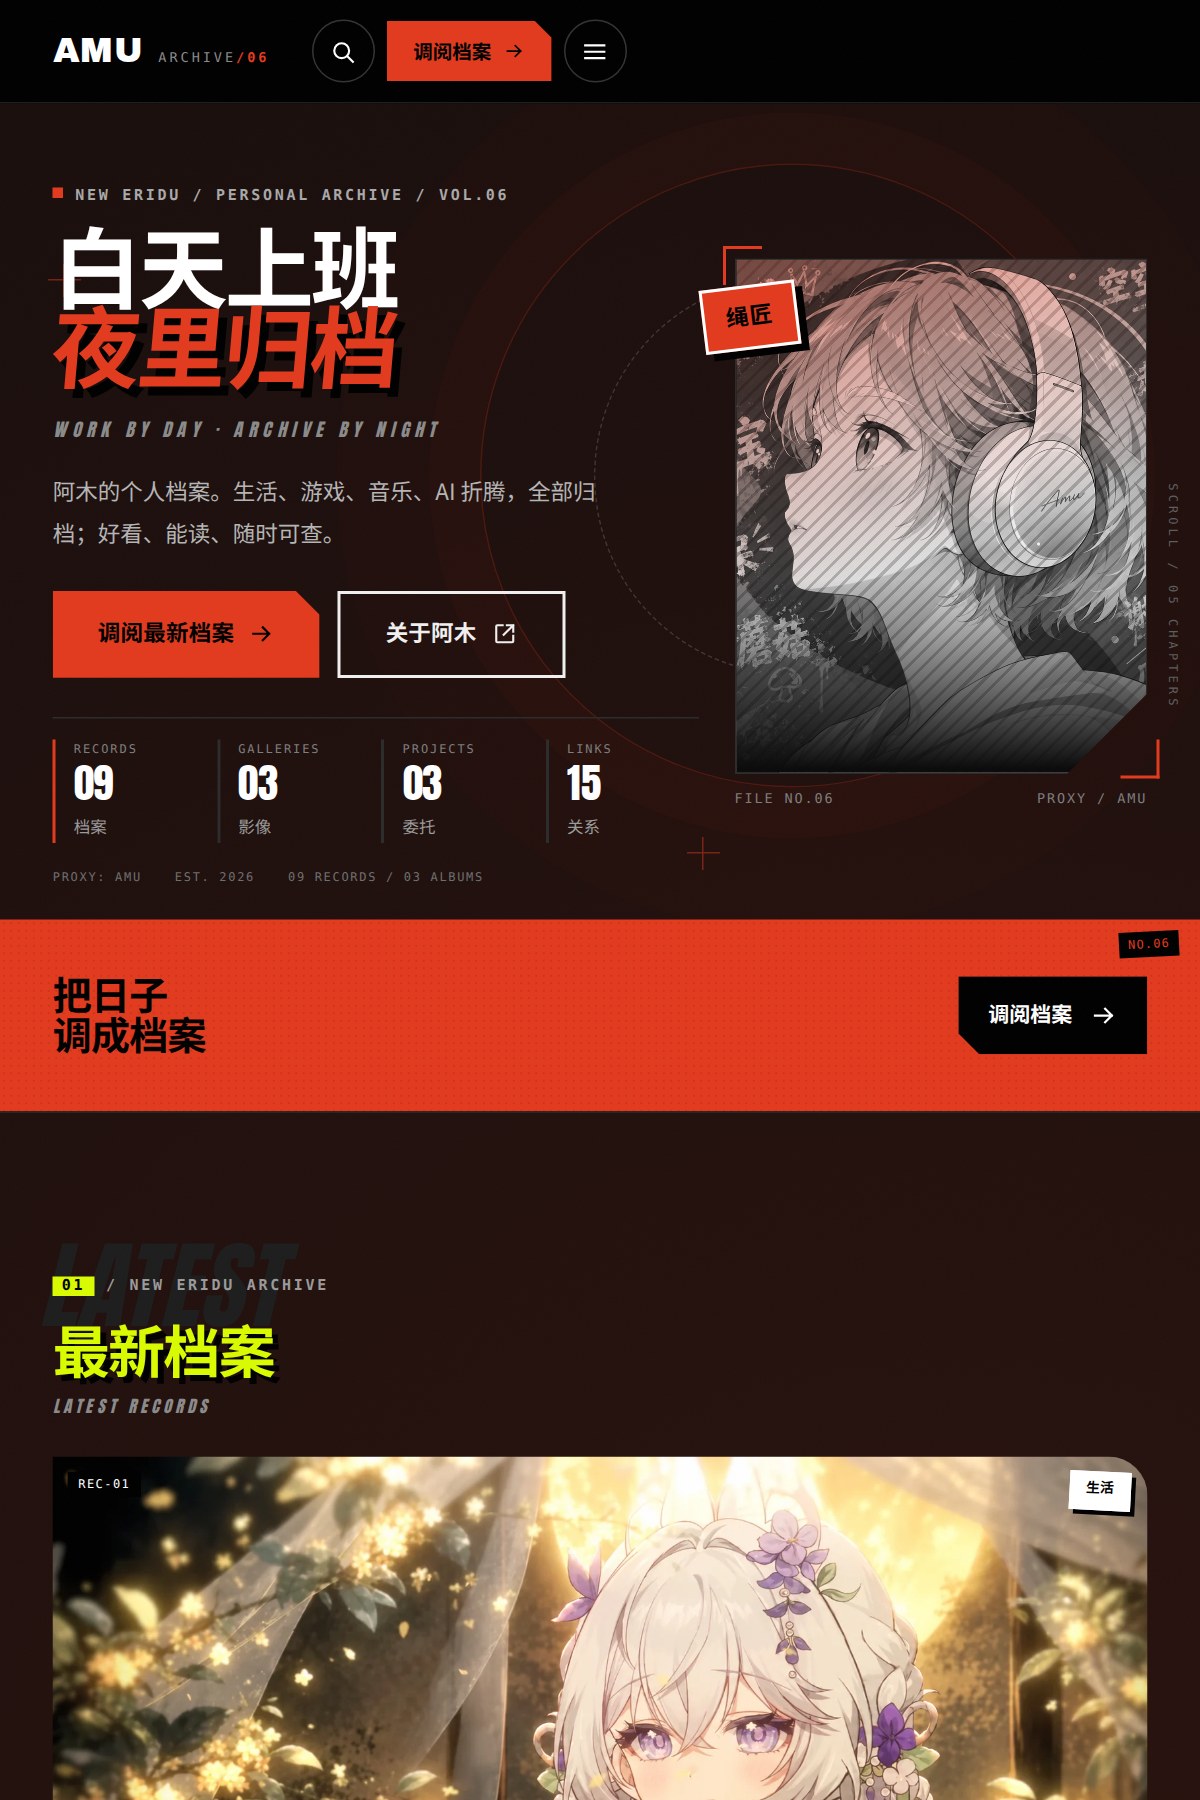 AMU ARCHIVE/06
调阅档案
NEW ERIDU / PERSONAL ARCHIVE / VOL.06
白天上班
夜里归档
WORK BY DAY · ARCHIVE BY NIGHT
阿木的个人档案。生活、游戏、音乐、AI 折腾，全部归
档；好看、能读、随时可查。
调阅最新档案
关于阿木
RECORDS
09
档案
GALLERIES
03
影像
PROJECTS
03
委托
LINKS
15
关系
PROXY: AMU EST. 2026 09 RECORDS / 03 ALBUMS
绳匠
Amu
蘑菇
FILE NO.06
PROXY / AMU
SCROLL / 05 CHAPTERS
NO.06
把日子
调成档案
调阅档案
LATEST
01 / NEW ERIDU ARCHIVE
最新档案
LATEST RECORDS
REC-01
生活